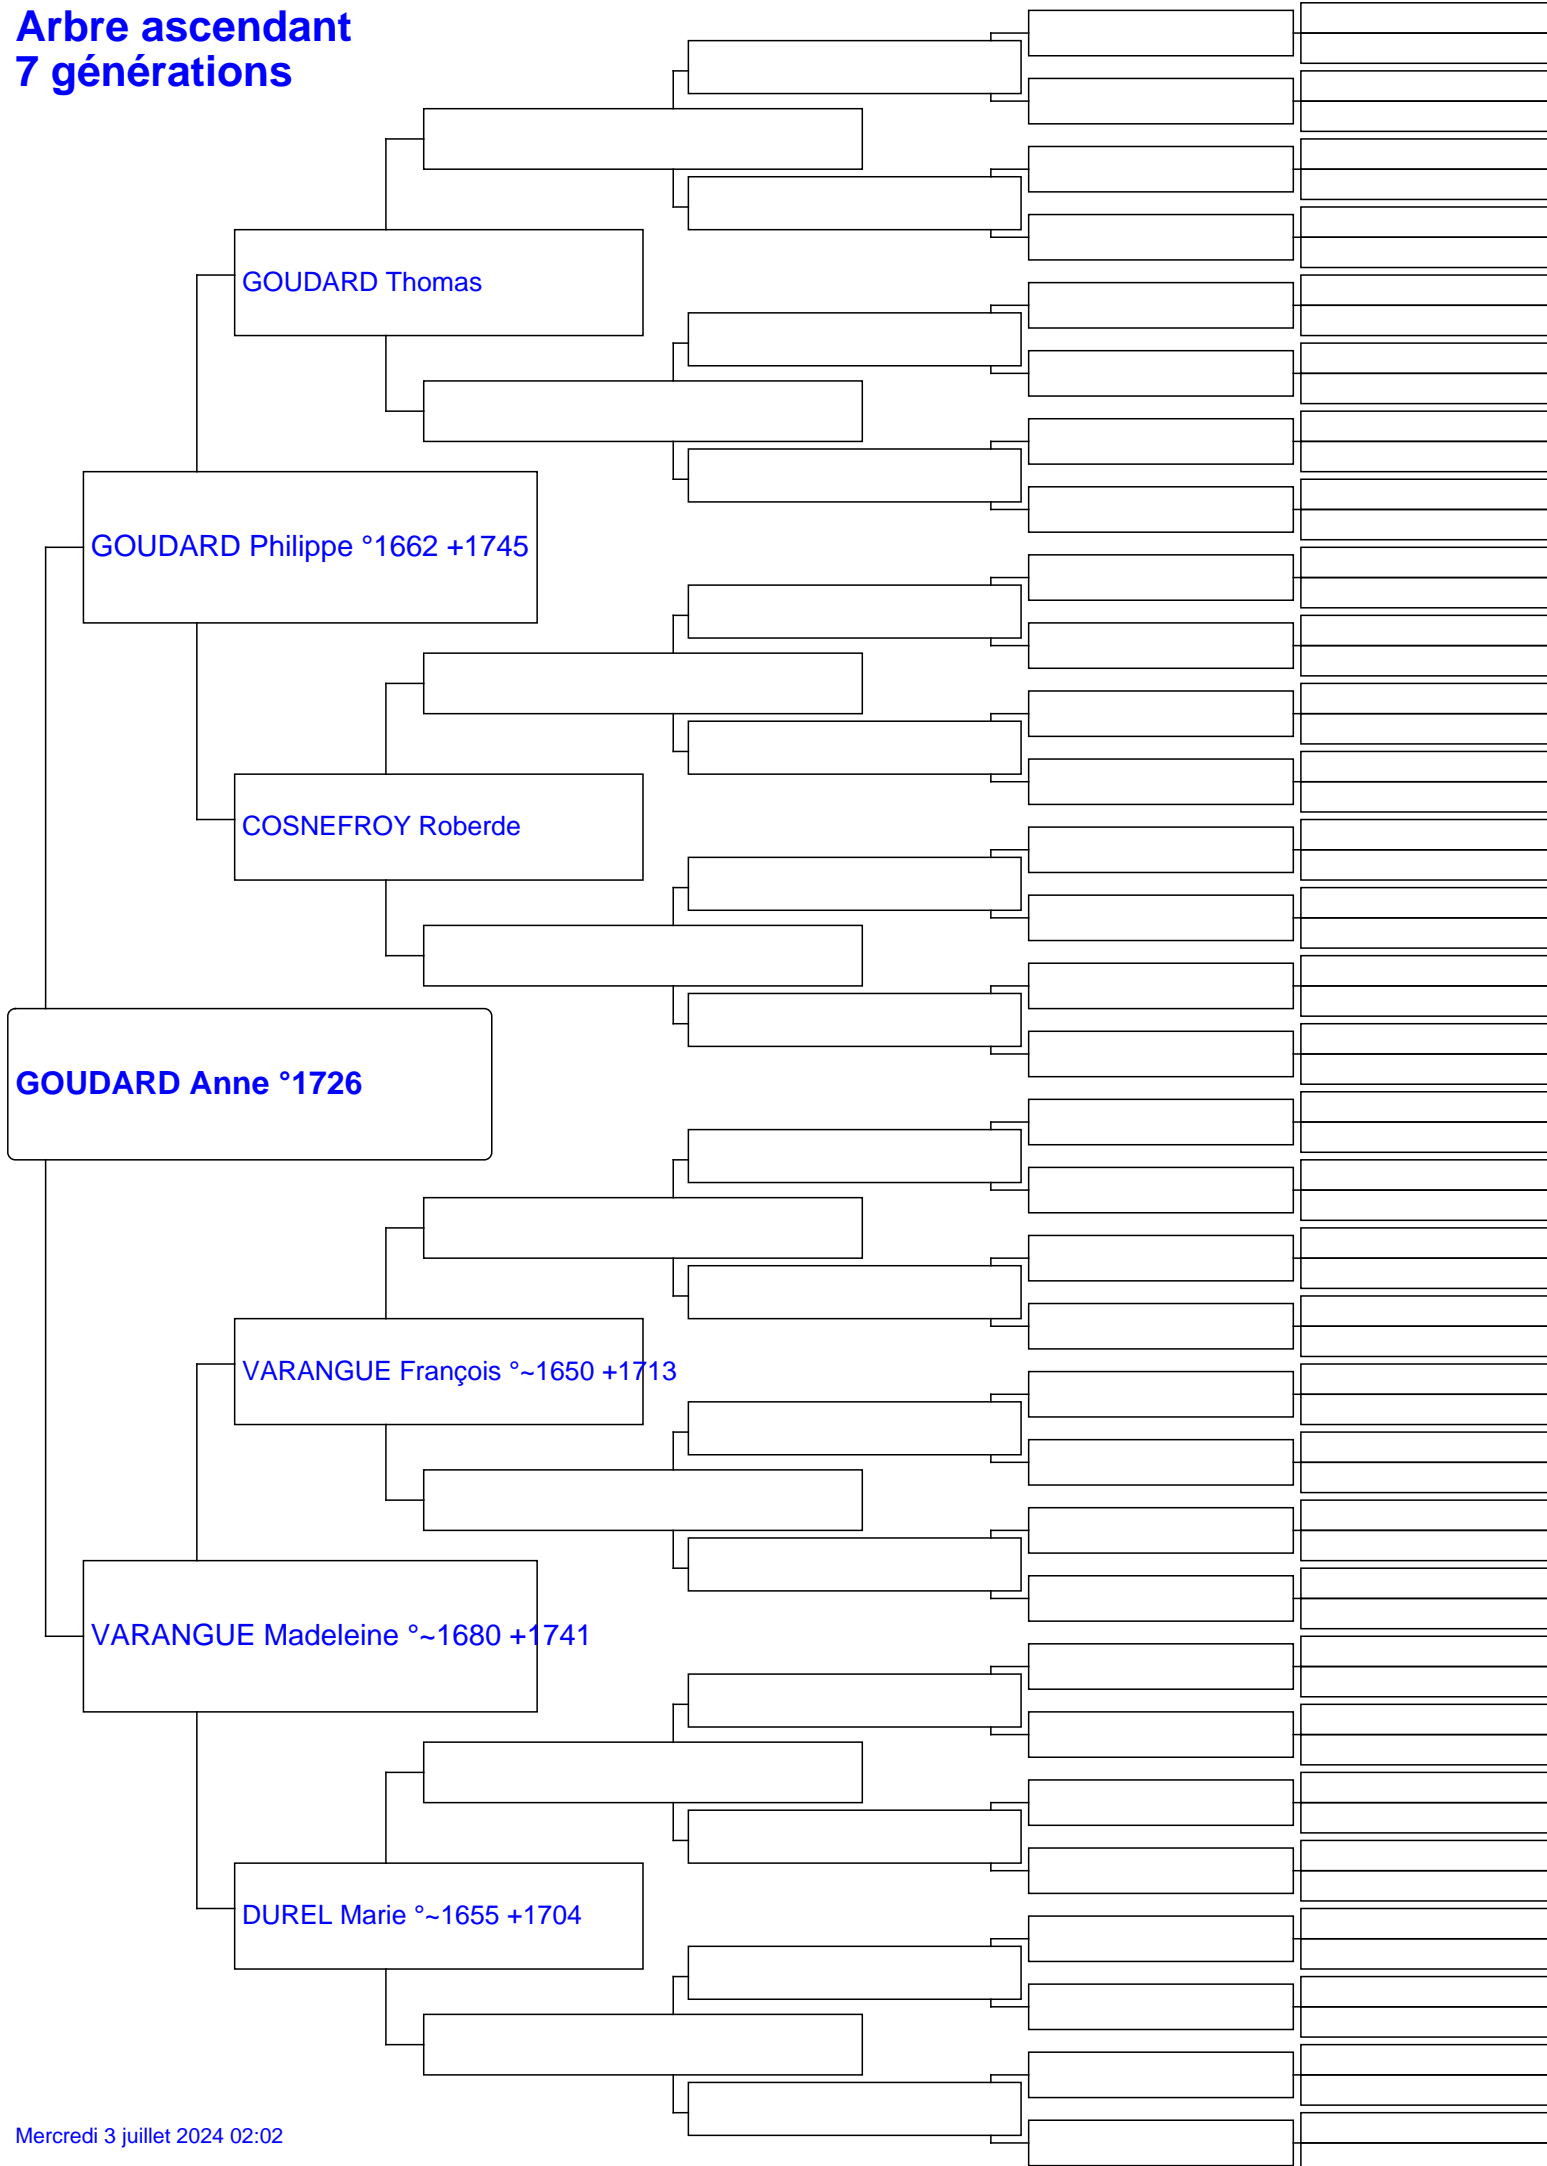 Arbre ascendant
7 générations
GOUDARD Thomas
GOUDARD Philippe °1662 +1745
COSNEFROY Roberde
GOUDARD Anne °1726
VARANGUE François °~1650 +1713
VARANGUE Madeleine °~1680 +1741
DUREL Marie °~1655 +1704
Mercredi 3 juillet 2024 02:02